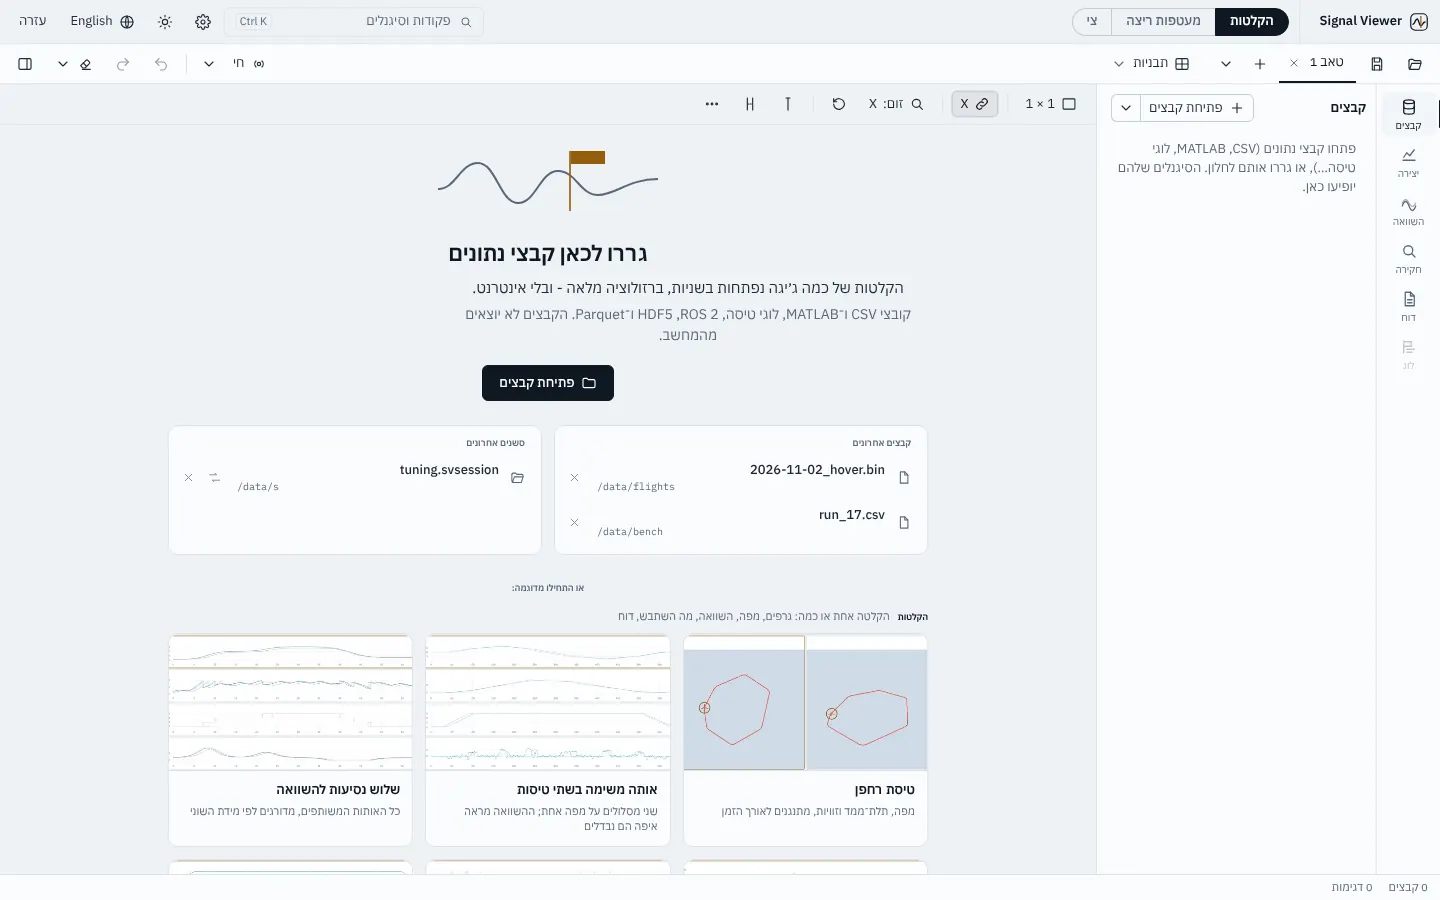 Signal Viewer
הקלטות
מעטפות ריצה
צי
פקודות וסיגנלים
Ctrl K
English
עזרה
טאב 1
תבניות
חי
קבצים
יצירה
השוואה
חקירה
דוח
לוג
קבצים
פתיחת קבצים
פתחו קבצי נתונים (MATLAB ,CSV, לוגי
טיסה...), או גררו אותם לחלון. הסיגנלים שלהם
יופיעו כאן.
1 × 1
X
זום: X
גררו לכאן קבצי נתונים
הקלטות של כמה ג׳יגה נפתחות בשניות, ברזולוציה מלאה - ובלי אינטרנט.
קובצי CSV ו־MATLAB, לוגי טיסה, HDF5 ,ROS 2 ו־Parquet. הקבצים לא יוצאים
מהמחשב.
פתיחת קבצים
קבצים אחרונים
2026-11-02_hover.bin
/data/flights
run_17.csv
/data/bench
סשנים אחרונים
tuning.svsession
/data/s
או התחילו מדוגמה:
הקלטות
הקלטה אחת או כמה: גרפים, מפה, השוואה, מה השתבש, דוח
טיסת רחפן
מפה, תלת־ממד וזוויות, מתנגנים לאורך הזמן
אותה משימה בשתי טיסות
שני מסלולים על מפה אחת; ההשוואה מראה
איפה הם נבדלים
שלוש נסיעות להשוואה
כל האותות המשותפים, מדורגים לפי מידת השוני
0 קבצים
0 דגימות